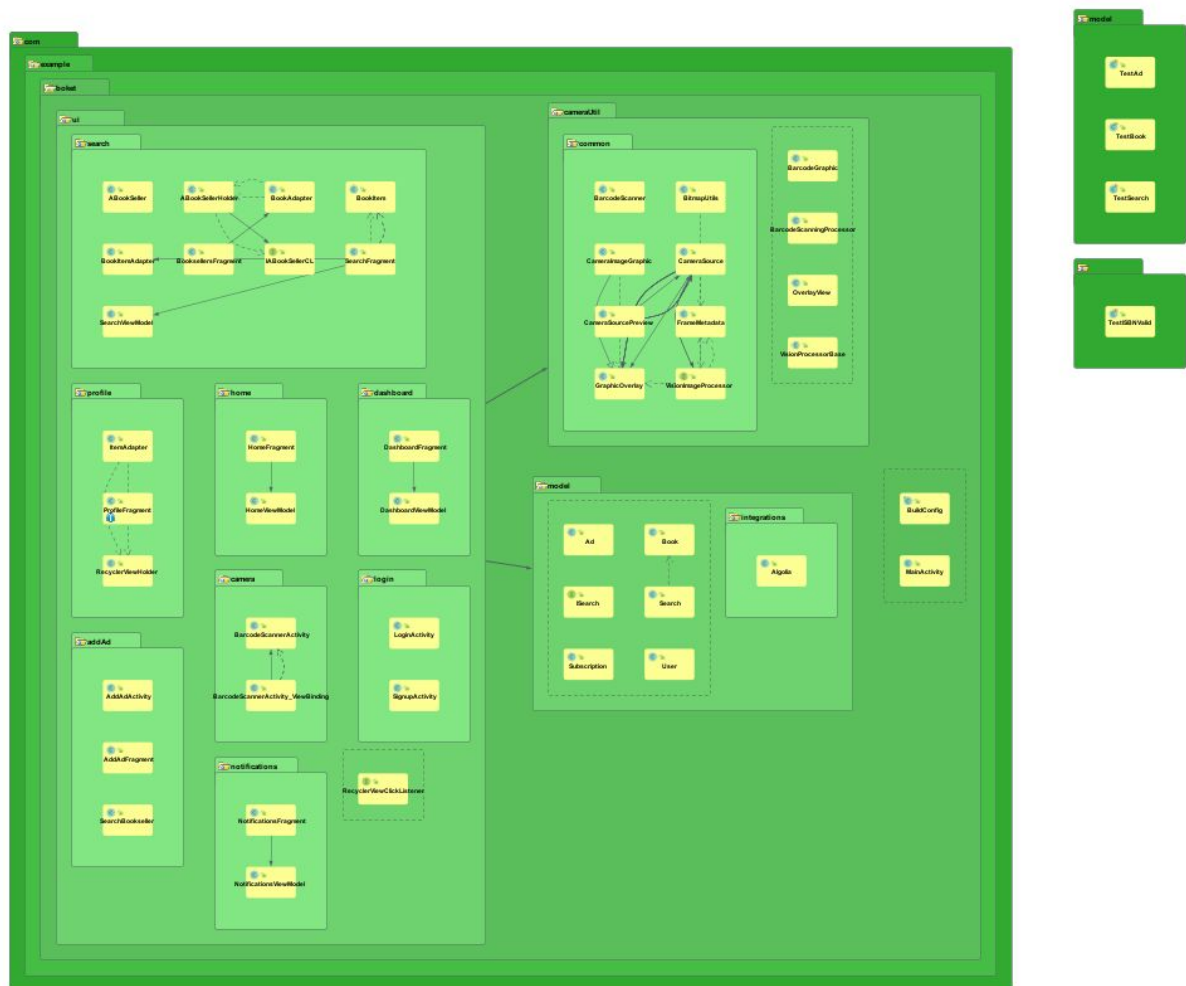 com
example
boket
ui
search
ABookSeller
ABookSellerHolder
BookAdapter
BookItem
BookItemAdapter
BooksellersFragment
IABookSellerCL
SearchFragment
SearchViewModel
profile
ItemAdapter
ProfileFragment
RecyclerViewHolder
home
HomeFragment
HomeViewModel
dashboard
DashboardFragment
DashboardViewModel
camera
BarcodeScannerActivity
BarcodeScannerActivity_ViewBinding
login
LoginActivity
SignupActivity
addAd
AddAdActivity
AddAdFragment
SearchBookseller
notifications
NotificationsFragment
NotificationsViewModel
RecyclerViewClickListener
cameraUtil
common
BarcodeScanner
BitmapUtils
CameraImageGraphic
CameraSource
CameraSourcePreview
FrameMetadata
GraphicOverlay
VisionImageProcessor
BarcodeGraphic
BarcodeScanningProcessor
OverlayView
VisionProcessorBase
model
Ad
Book
ISearch
Search
Subscription
User
integrations
Algolia
BuildConfig
MainActivity
model
TestAd
TestBook
TestSearch
TestISBNValid